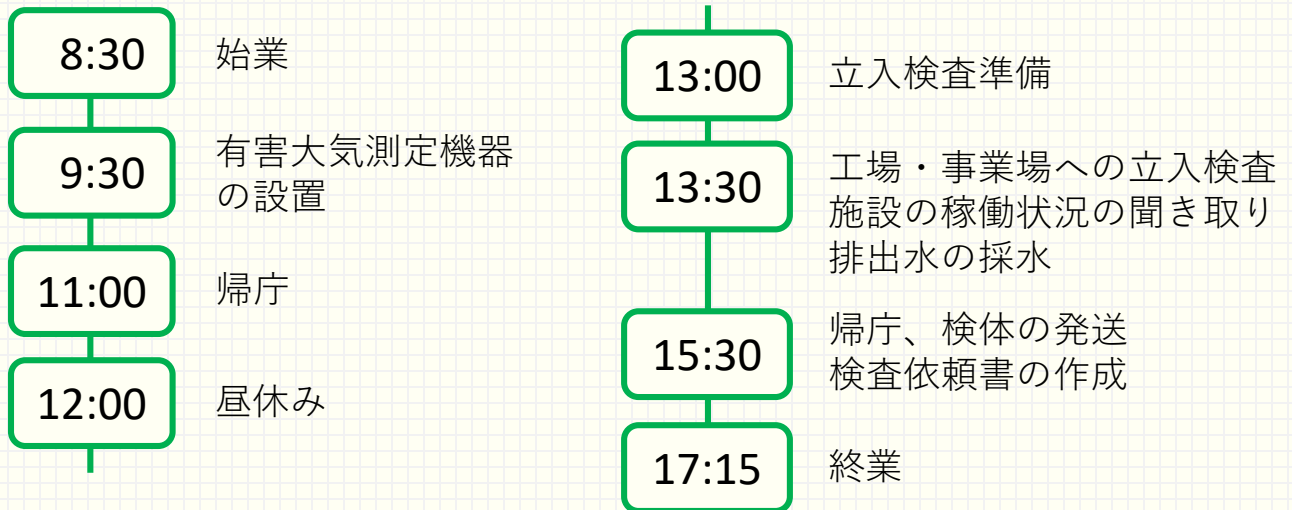 8:30
始業
9:30
有害大気測定機器
の設置
11:00
帰庁
12:00
昼休み
13:00
立入検査準備
13:30
工場・事業場への立入検査
施設の稼働状況の聞き取り
排出水の採水
15:30
帰庁、検体の発送
検査依頼書の作成
17:15
終業